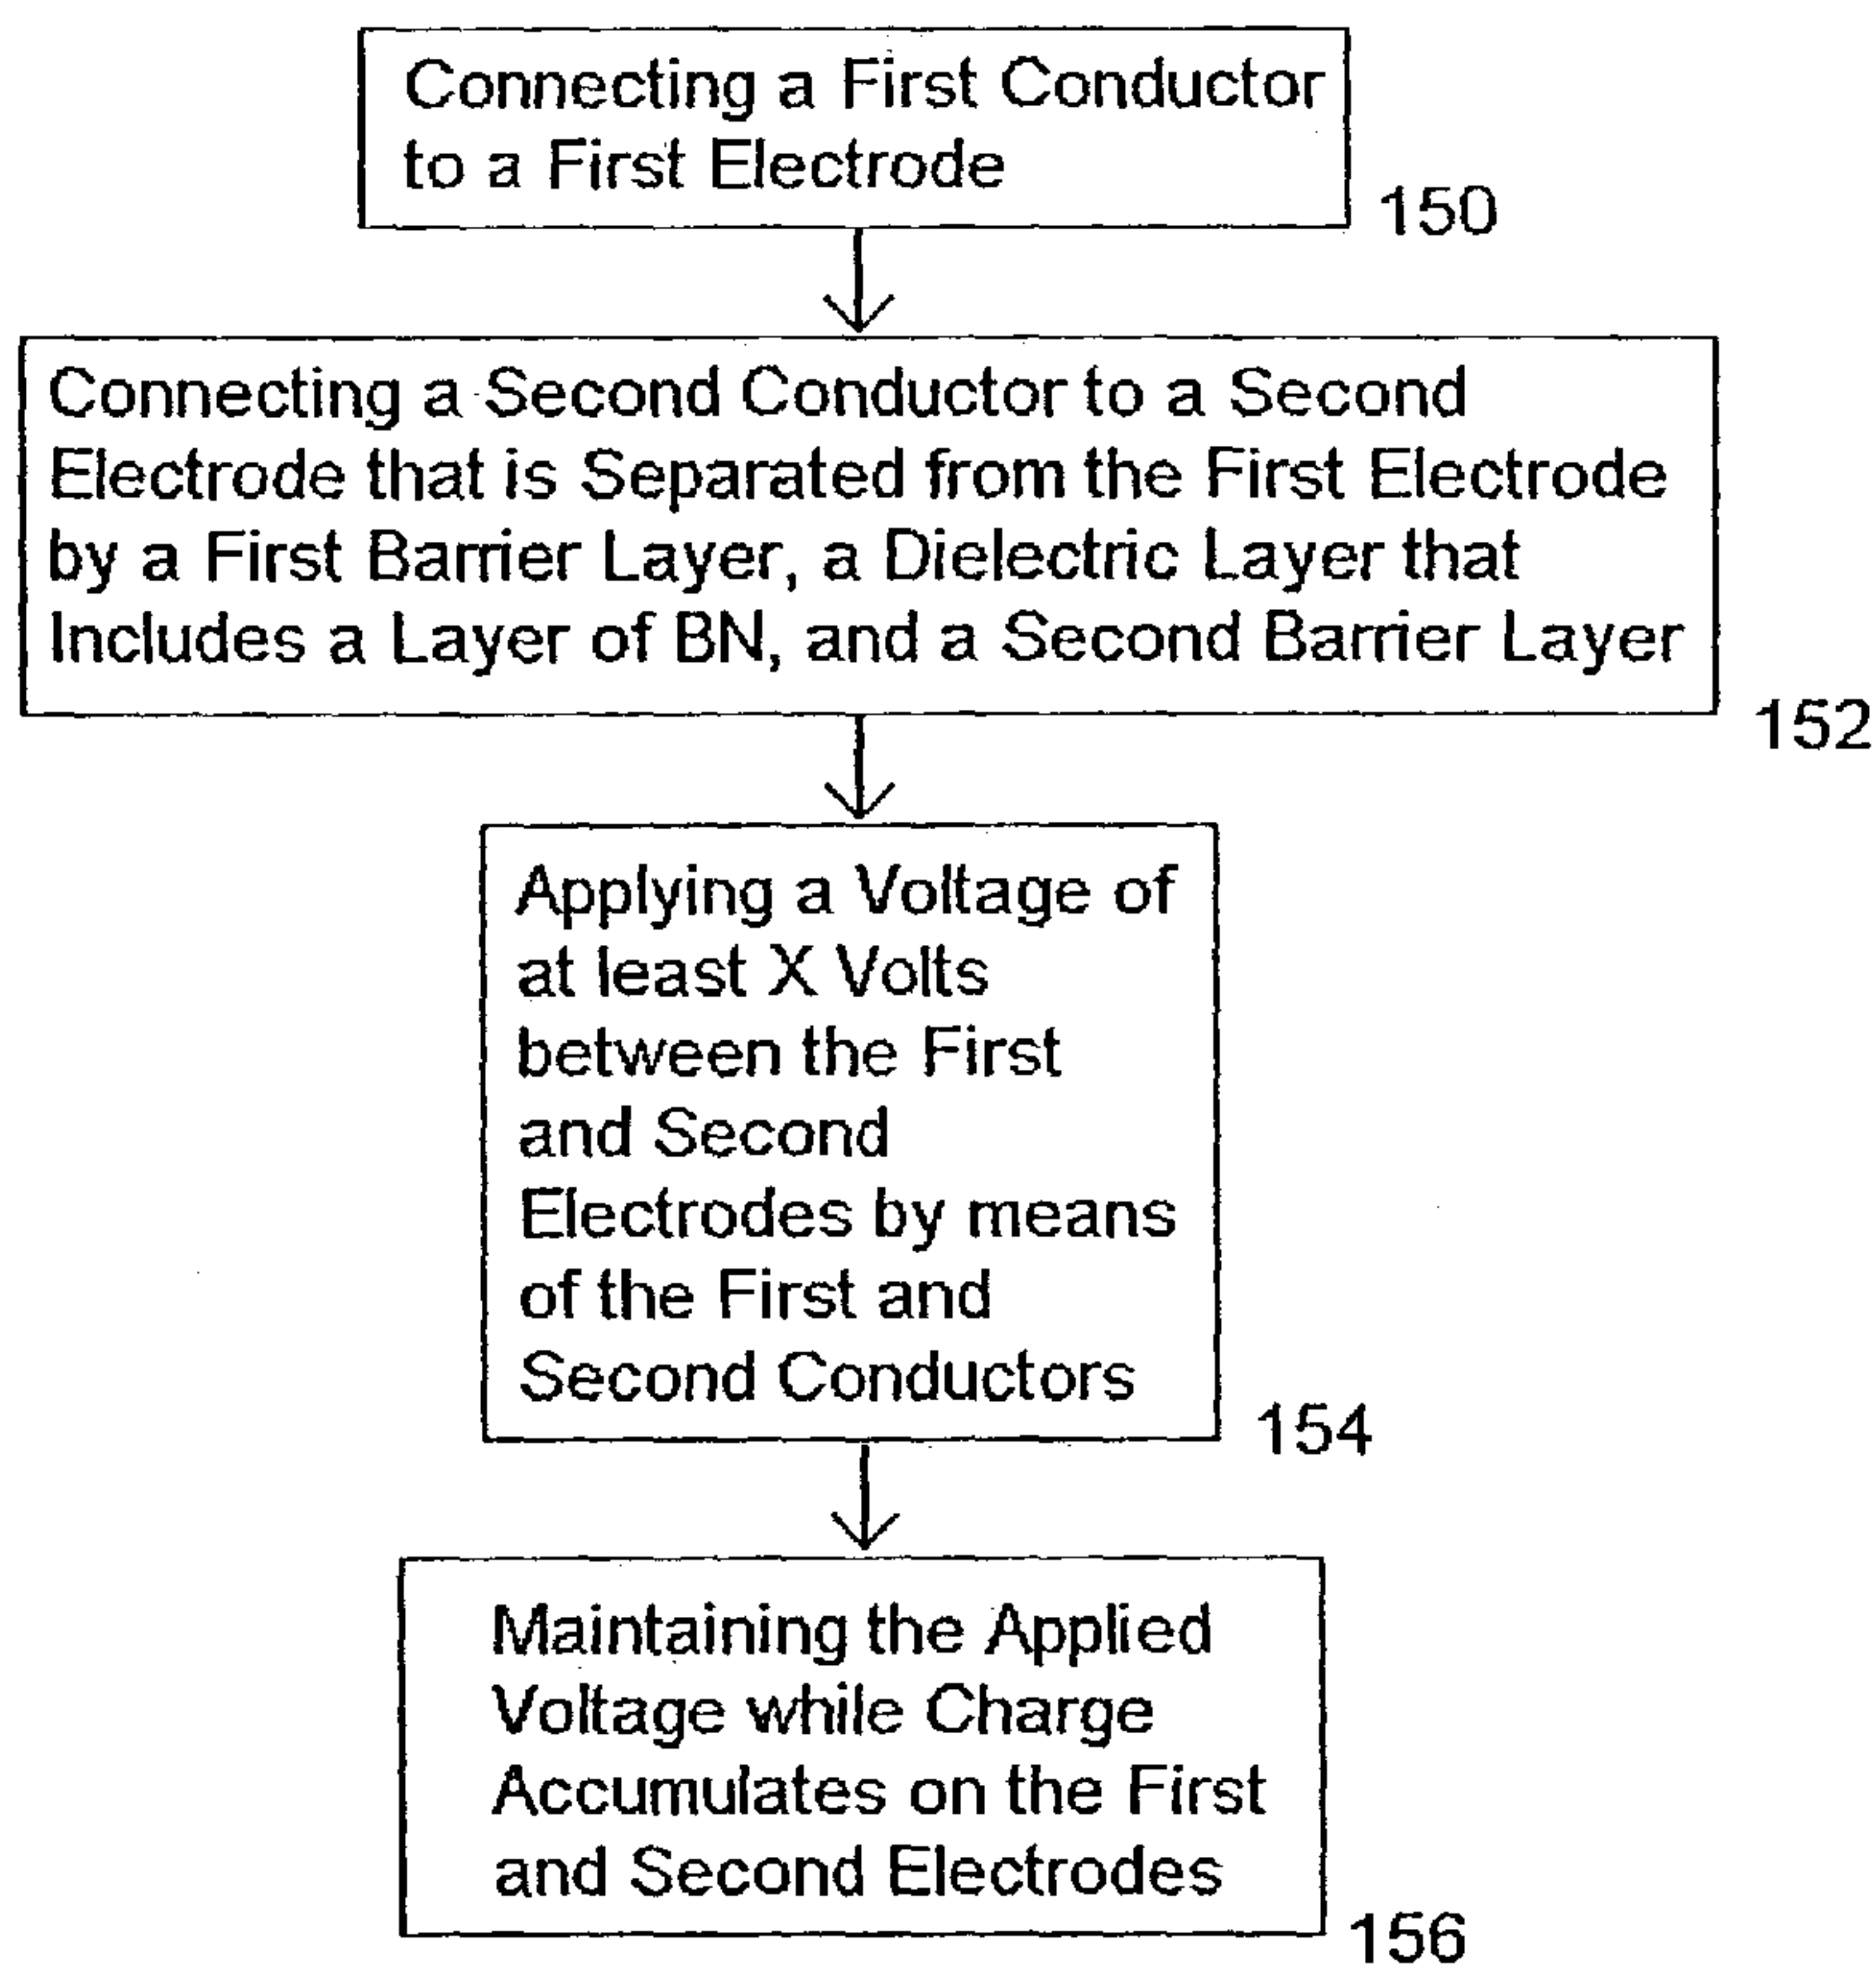 Connecting a First Conductor
to a First Electrode
150
Connecting a Second Conductor to a Second
Electrode that is Separated from the First Electrode
by a First Barrier Layer, a Dielectric Layer that
Includes a Layer of BN, and a Second Barrier Layer
152
Applying a Voltage of
at least X Volts
between the First
and Second
Electrodes by means
of the First and
Second Conductors
154
Maintaining the Applied
Voltage while Charge
Accumulates on the First
and Second Electrodes
156